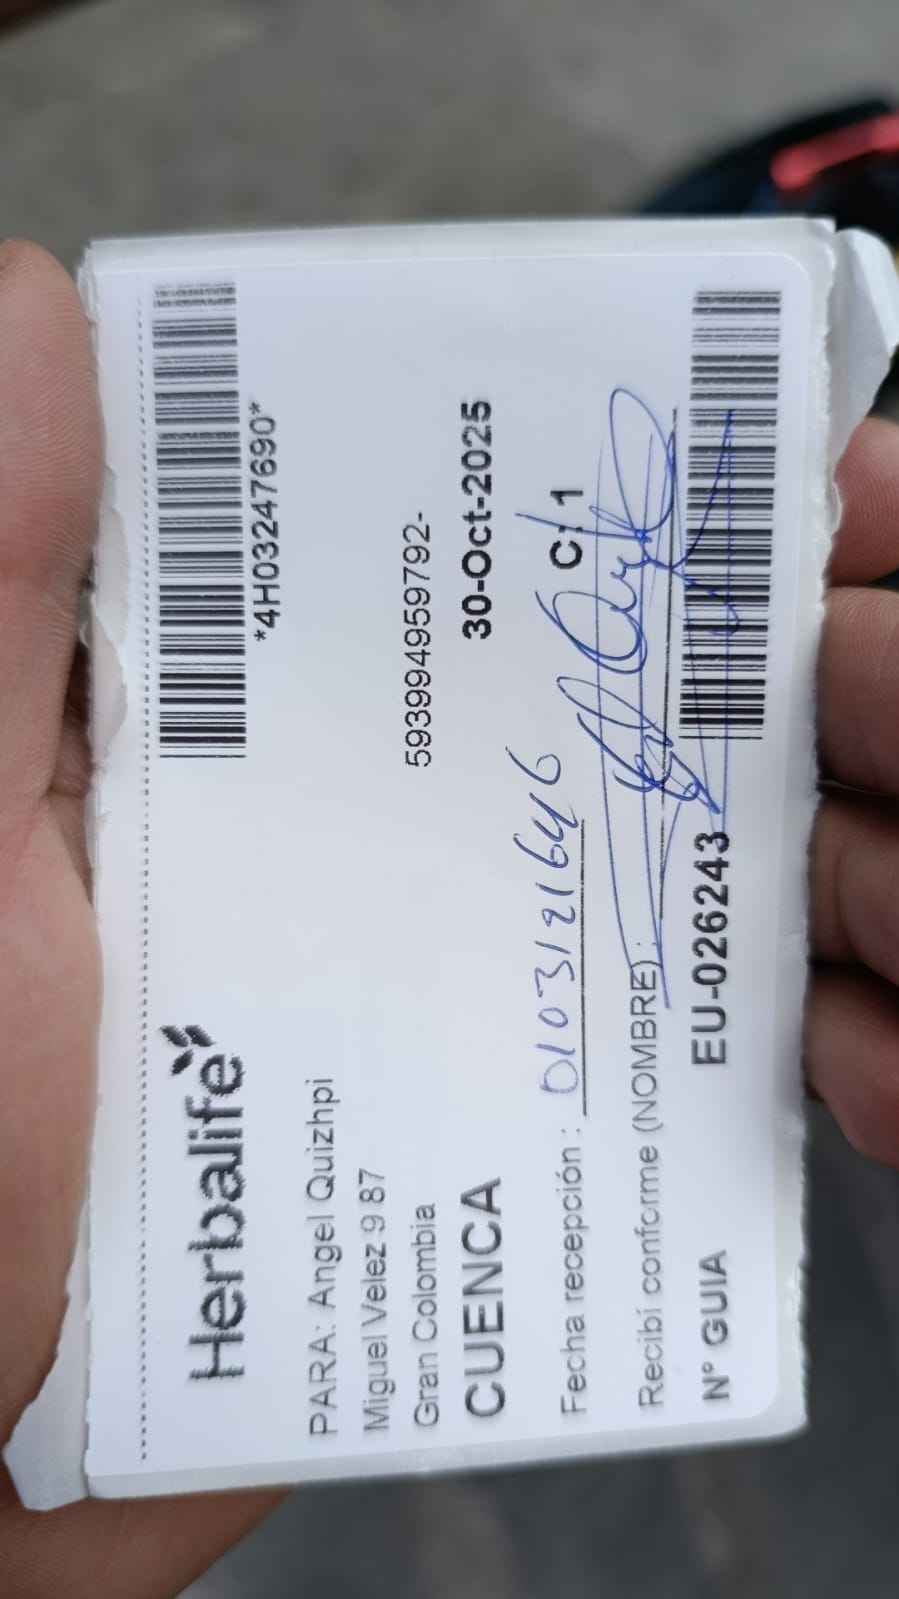 Herbalife
*4H03247690*
PARA: Angel Quizhpi
Miguel Velez 9 87
Gran Colombia
593994959792-
CUENCA
30-Oct-2025
Fecha recepción : 0103121646
C: 1
Recibí conforme (NOMBRE) :
N° GUIA
EU-026243